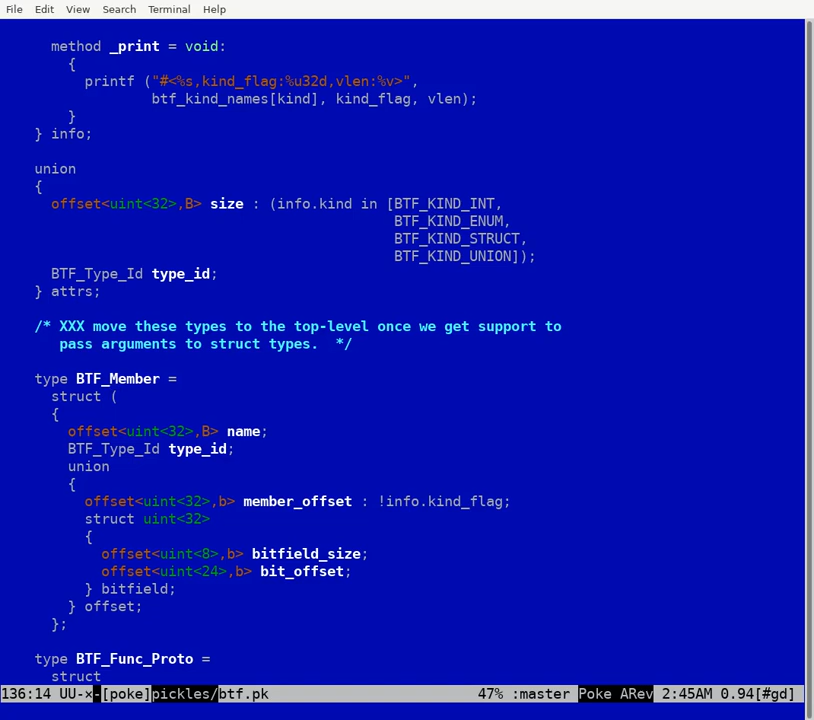 File Edit View Search Terminal Help
method _print = void:
{
printf ("#<%s,kind_flag:%u32d,vlen:%v>",
btf_kind_names[kind], kind_flag, vlen);
}
} info;
union
{
offset<uint<32>,B> size : (info.kind in [BTF_KIND_INT,
BTF_KIND_ENUM,
BTF_KIND_STRUCT,
BTF_KIND_UNION]);
BTF_Type_Id type_id;
} attrs;
/* XXX move these types to the top-level once we get support to
pass arguments to struct types.  */
type BTF_Member =
struct (
{
offset<uint<32>,B> name;
BTF_Type_Id type_id;
union
{
offset<uint<32>,b> member_offset : !info.kind_flag;
struct uint<32>
{
offset<uint<8>,b> bitfield_size;
offset<uint<24>,b> bit_offset;
} bitfield;
} offset;
};
type BTF_Func_Proto =
struct
136:14 UU-×-[poke]pickles/btf.pk 47% :master Poke ARev 2:45AM 0.94[#gd]